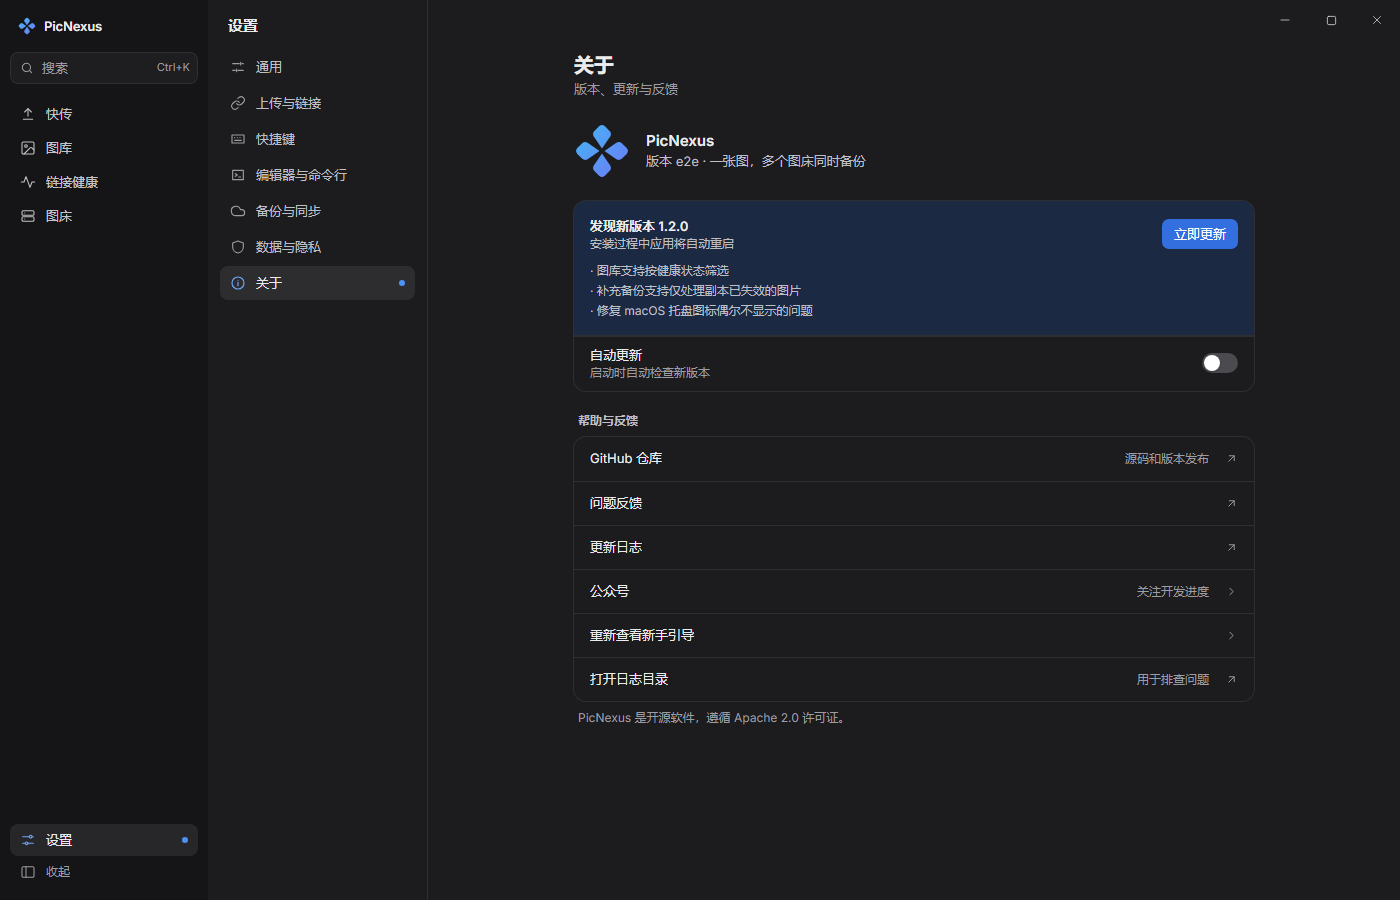 PicNexus
搜索 Ctrl+K
快传
图库
链接健康
图床
设置
收起
设置
通用
上传与链接
快捷键
编辑器与命令行
备份与同步
数据与隐私
关于
关于
版本、更新与反馈
PicNexus
版本 e2e · 一张图，多个图床同时备份
发现新版本 1.2.0
安装过程中应用将自动重启
立即更新
· 图库支持按健康状态筛选
· 补充备份支持仅处理副本已失效的图片
· 修复 macOS 托盘图标偶尔不显示的问题
自动更新
启动时自动检查新版本
帮助与反馈
GitHub 仓库 源码和版本发布
问题反馈
更新日志
公众号 关注开发进度
重新查看新手引导
打开日志目录 用于排查问题
PicNexus 是开源软件，遵循 Apache 2.0 许可证。